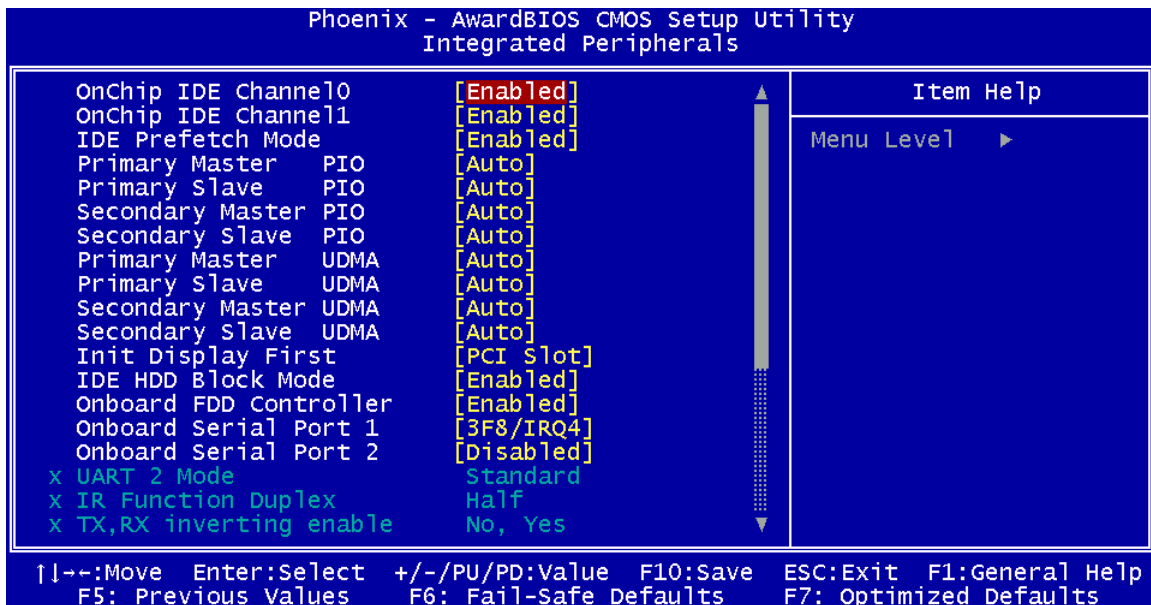 Phoenix - AwardBIOS CMOS Setup Utility
Integrated Peripherals
OnChip IDE Channel0 [Enabled]
OnChip IDE Channel1 [Enabled]
IDE Prefetch Mode [Enabled]
Primary Master PIO [Auto]
Primary Slave PIO [Auto]
Secondary Master PIO [Auto]
Secondary Slave PIO [Auto]
Primary Master UDMA [Auto]
Primary Slave UDMA [Auto]
Secondary Master UDMA [Auto]
Secondary Slave UDMA [Auto]
Init Display First [PCI Slot]
IDE HDD Block Mode [Enabled]
Onboard FDD Controller [Enabled]
Onboard Serial Port 1 [3F8/IRQ4]
Onboard Serial Port 2 [Disabled]
x UART 2 Mode Standard
x IR Function Duplex Half
x TX,RX inverting enable No, Yes
Item Help
Menu Level ▶
↑↓→←:Move Enter:Select +/-/PU/PD:Value F10:Save ESC:Exit F1:General Help
F5: Previous Values F6: Fail-Safe Defaults F7: Optimized Defaults